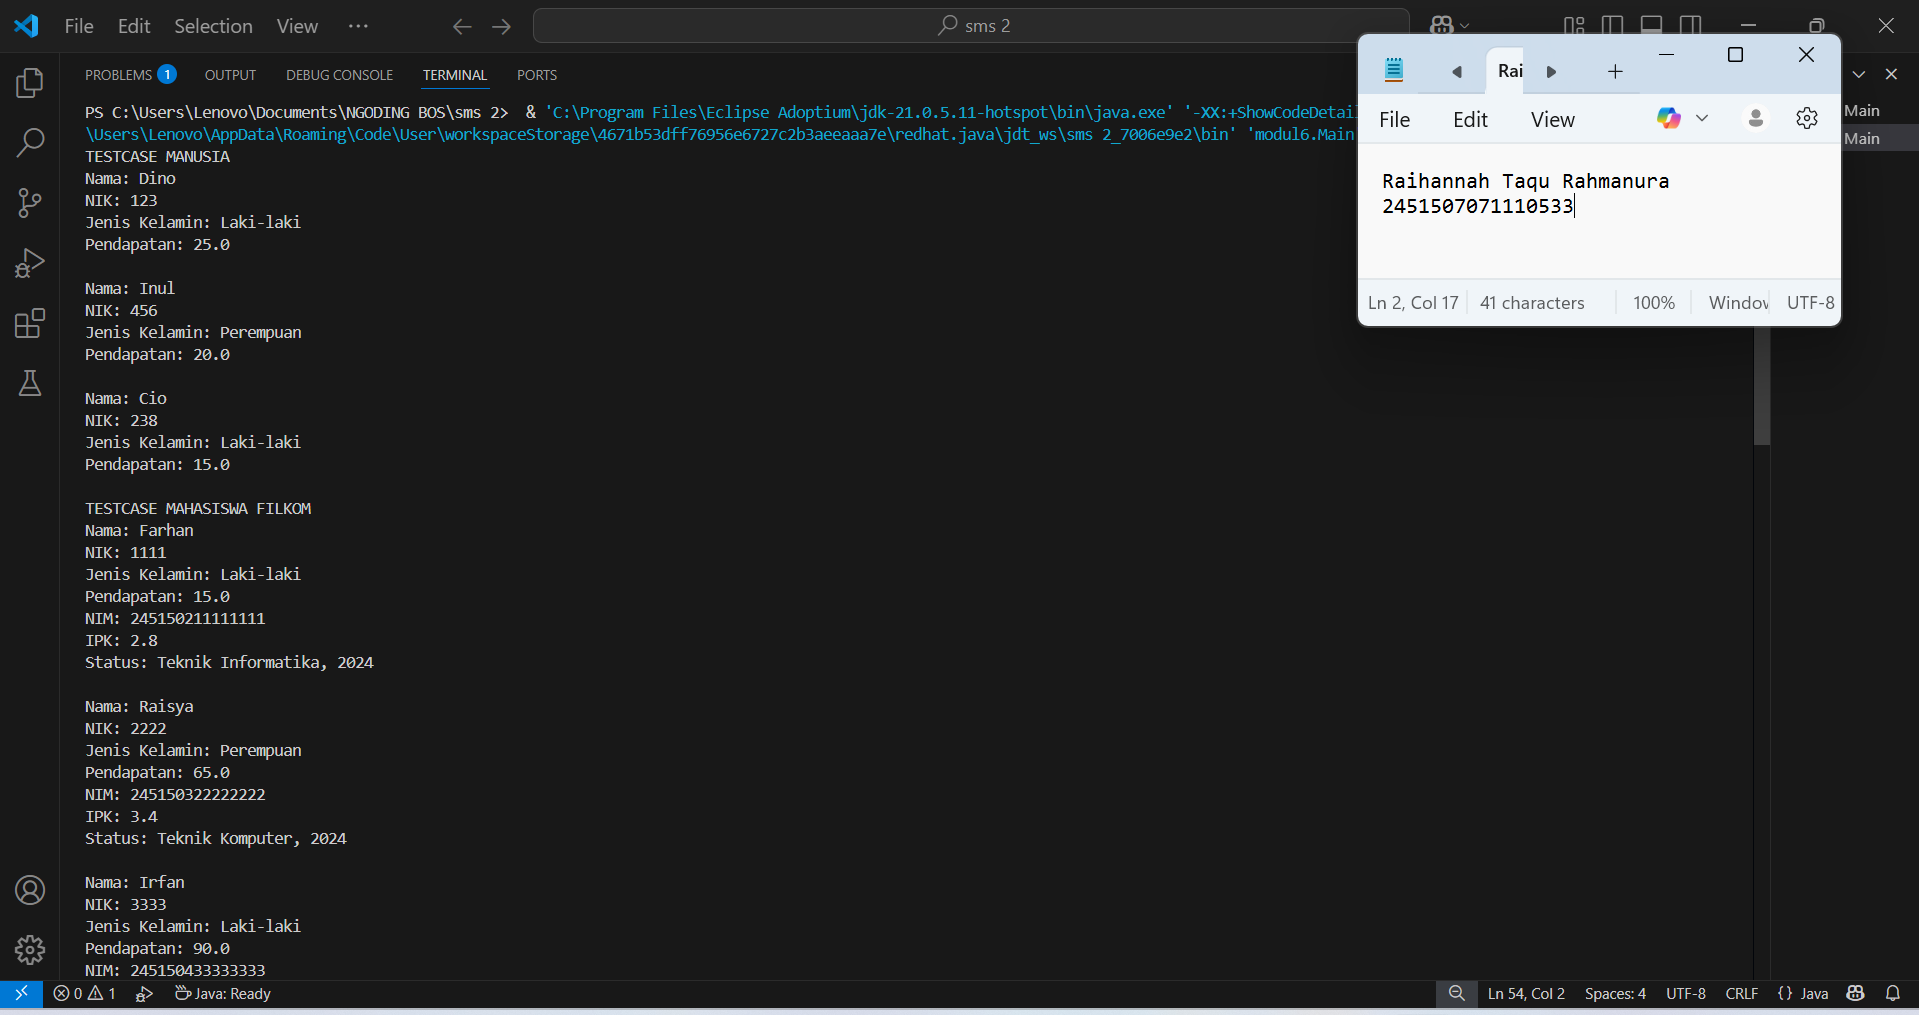 File Edit Selection View ···
sms 2
PROBLEMS 1 OUTPUT DEBUG CONSOLE TERMINAL PORTS
PS C:\Users\Lenovo\Documents\NGODING BOS\sms 2>  & 'C:\Program Files\Eclipse Adoptium\jdk-21.0.5.11-hotspot\bin\java.exe' '-XX:+ShowCodeDetail
\Users\Lenovo\AppData\Roaming\Code\User\workspaceStorage\4671b53dff76956e6727c2b3aeeaaa7e\redhat.java\jdt_ws\sms 2_7006e9e2\bin' 'modul6.Main
TESTCASE MANUSIA
Nama: Dino
NIK: 123
Jenis Kelamin: Laki-laki
Pendapatan: 25.0
Nama: Inul
NIK: 456
Jenis Kelamin: Perempuan
Pendapatan: 20.0
Nama: Cio
NIK: 238
Jenis Kelamin: Laki-laki
Pendapatan: 15.0
TESTCASE MAHASISWA FILKOM
Nama: Farhan
NIK: 1111
Jenis Kelamin: Laki-laki
Pendapatan: 15.0
NIM: 245150211111111
IPK: 2.8
Status: Teknik Informatika, 2024
Nama: Raisya
NIK: 2222
Jenis Kelamin: Perempuan
Pendapatan: 65.0
NIM: 245150322222222
IPK: 3.4
Status: Teknik Komputer, 2024
Nama: Irfan
NIK: 3333
Jenis Kelamin: Laki-laki
Pendapatan: 90.0
NIM: 245150433333333
Rai
File Edit View
Raihannah Taqu Rahmanura
2451507071110533
Ln 2, Col 17 41 characters 100% Window UTF-8
Main
Main
0 1 Java: Ready Ln 54, Col 2 Spaces: 4 UTF-8 CRLF {} Java